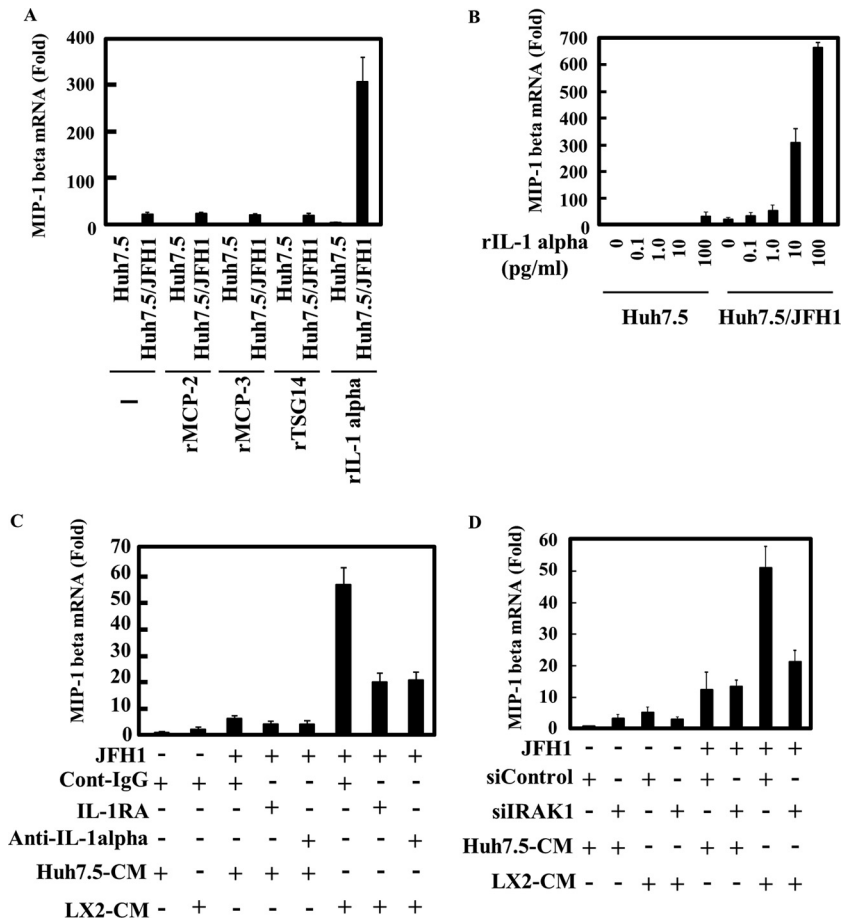 A
MIP-1 beta mRNA (Fold)
400
300
200
100
0
Huh7.5
Huh7.5/JFH1
Huh7.5
Huh7.5/JFH1
Huh7.5
Huh7.5/JFH1
Huh7.5
Huh7.5/JFH1
Huh7.5
Huh7.5/JFH1
–
rMCP-2
rMCP-3
rTSG14
rIL-1 alpha
B
MIP-1 beta mRNA (Fold)
700
600
500
400
300
200
100
0
rIL-1 alpha
(pg/ml)
0 0.1 1.0 10 100 0 0.1 1.0 10 100
Huh7.5 Huh7.5/JFH1
C
MIP-1 beta mRNA (Fold)
70
60
50
40
30
20
10
0
JFH1 - - + + + + + +
Cont-IgG + + + - - + - -
IL-1RA - - - + - - + -
Anti-IL-1alpha - - - - + - - +
Huh7.5-CM + - + + + - - -
LX2-CM - + - - - + + +
D
MIP-1 beta mRNA (Fold)
60
50
40
30
20
10
0
JFH1 - - - - + + + +
siControl + - + - + - + -
siIRAK1 - + - + - + - +
Huh7.5-CM + + - - + + - -
LX2-CM - - + + - - + +